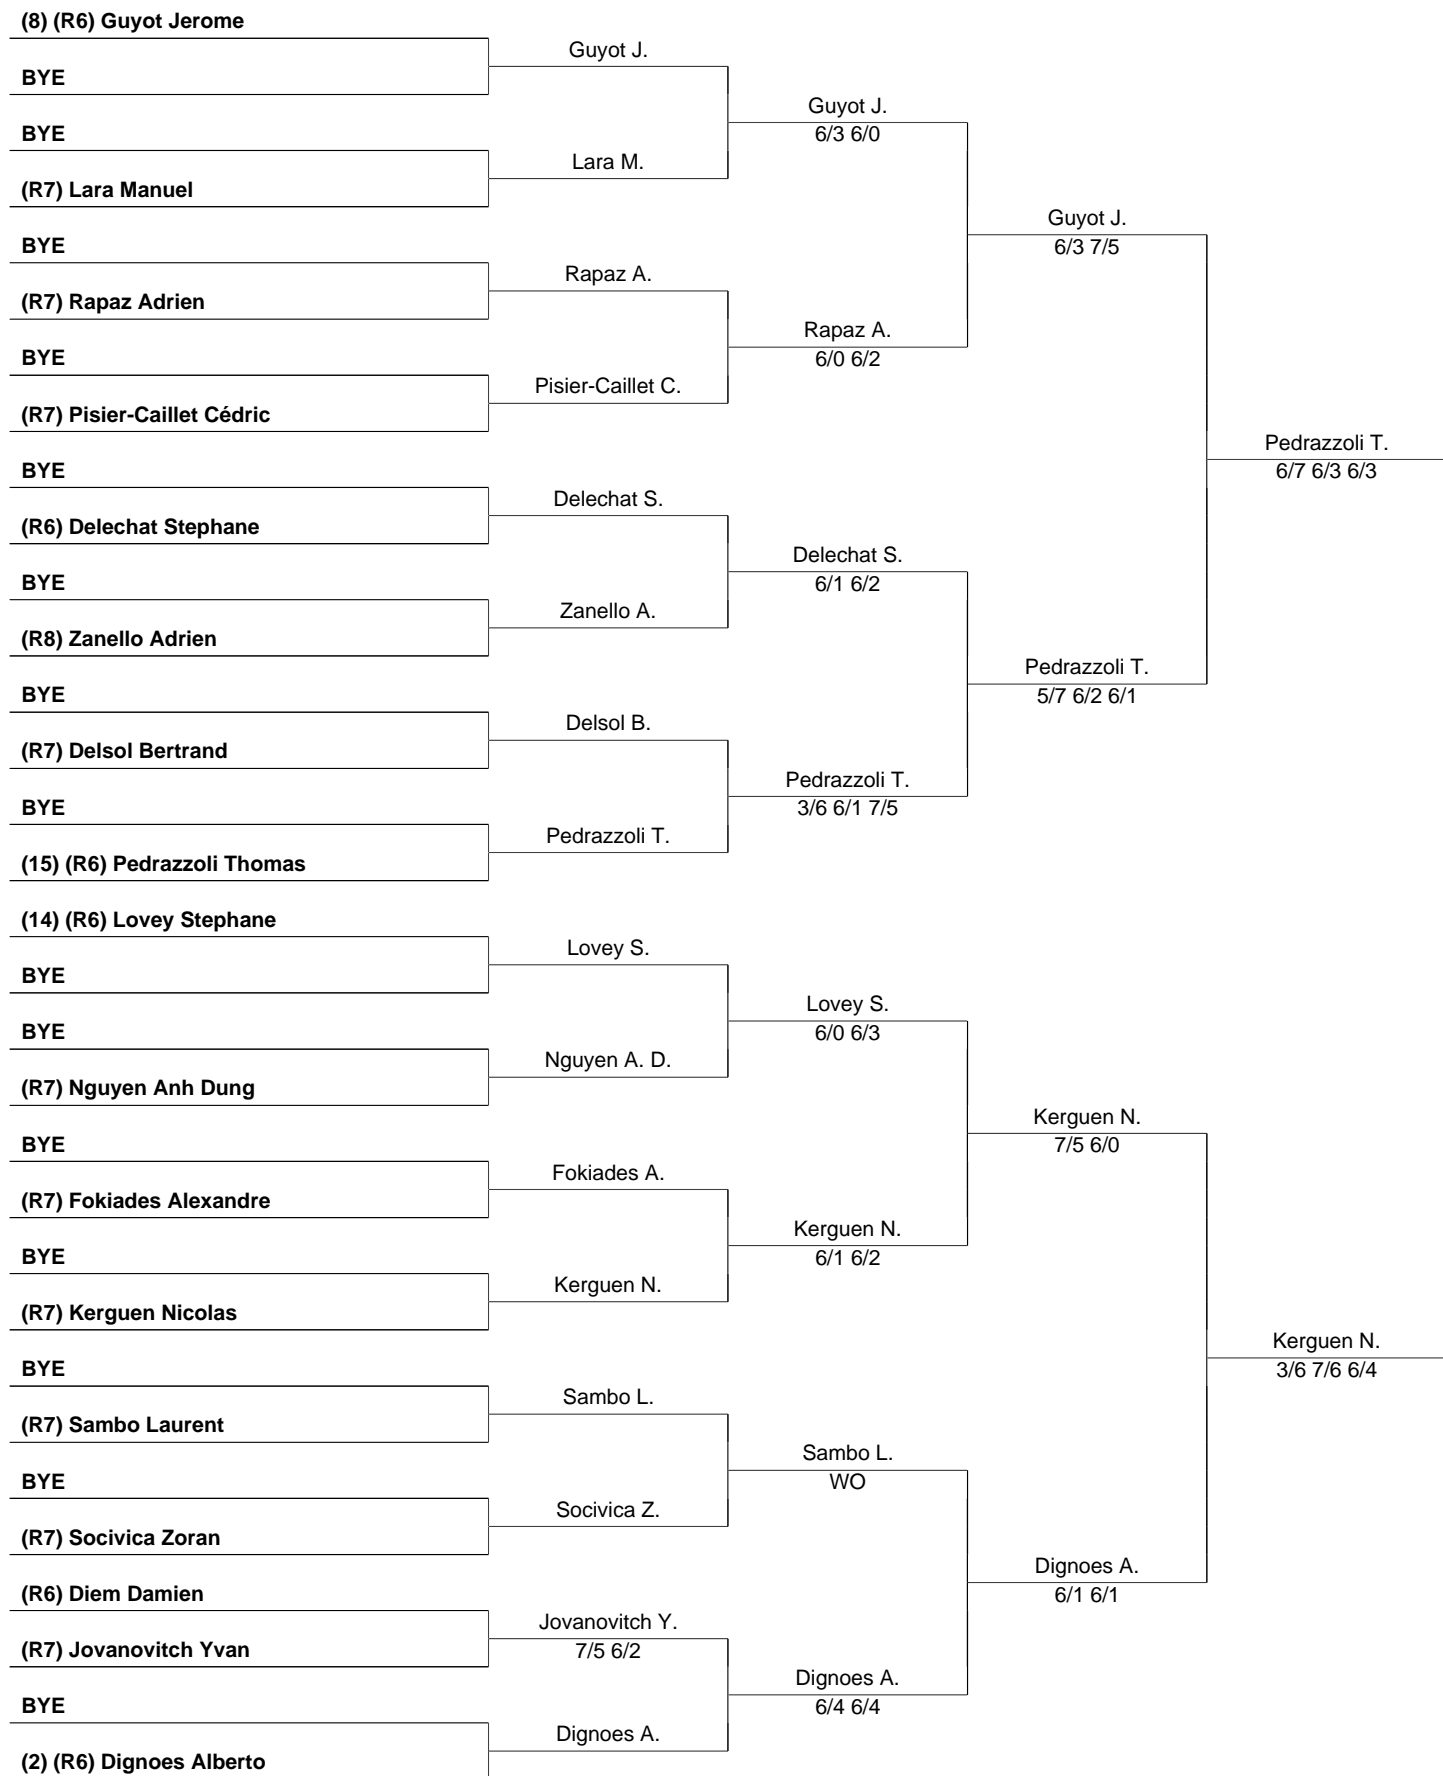 (8) (R6) Guyot Jerome
BYE
BYE
(R7) Lara Manuel
BYE
(R7) Rapaz Adrien
BYE
(R7) Pisier-Caillet Cédric
BYE
(R6) Delechat Stephane
BYE
(R8) Zanello Adrien
BYE
(R7) Delsol Bertrand
BYE
(15) (R6) Pedrazzoli Thomas
(14) (R6) Lovey Stephane
BYE
BYE
(R7) Nguyen Anh Dung
BYE
(R7) Fokiades Alexandre
BYE
(R7) Kerguen Nicolas
BYE
(R7) Sambo Laurent
BYE
(R7) Socivica Zoran
(R6) Diem Damien
(R7) Jovanovitch Yvan
BYE
(2) (R6) Dignoes Alberto
Guyot J.
Lara M.
Rapaz A.
Pisier-Caillet C.
Delechat S.
Zanello A.
Delsol B.
Pedrazzoli T.
Lovey S.
Nguyen A. D.
Fokiades A.
Kerguen N.
Sambo L.
Socivica Z.
Jovanovitch Y.
7/5 6/2
Dignoes A.
Guyot J.
6/3 6/0
Rapaz A.
6/0 6/2
Delechat S.
6/1 6/2
Pedrazzoli T.
3/6 6/1 7/5
Lovey S.
6/0 6/3
Kerguen N.
6/1 6/2
Sambo L.
WO
Dignoes A.
6/4 6/4
Guyot J.
6/3 7/5
Pedrazzoli T.
5/7 6/2 6/1
Kerguen N.
7/5 6/0
Dignoes A.
6/1 6/1
Pedrazzoli T.
6/7 6/3 6/3
Kerguen N.
3/6 7/6 6/4